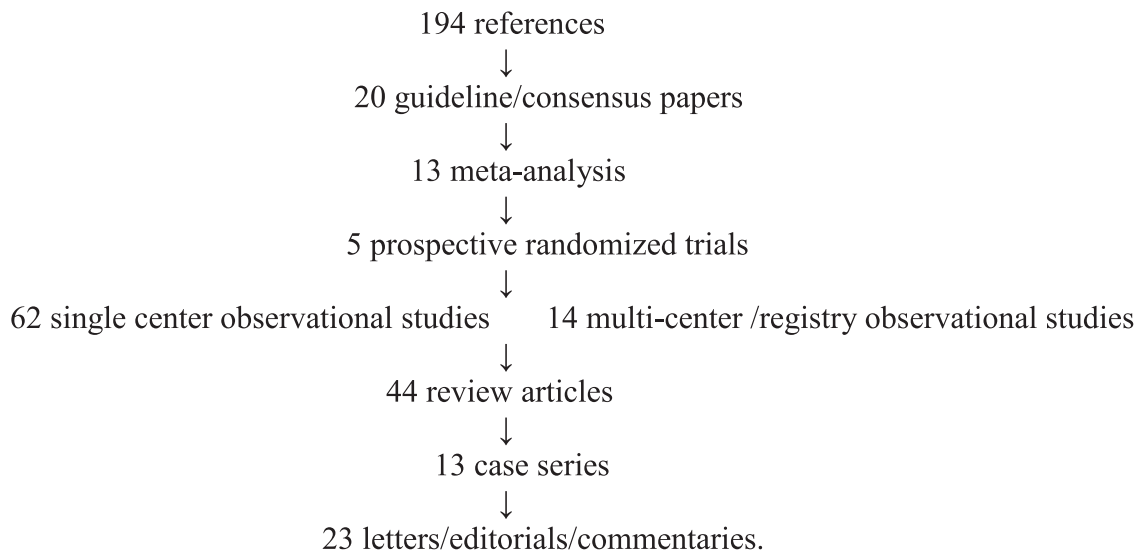 194 references
↓
20 guideline/consensus papers
↓
13 meta-analysis
↓
5 prospective randomized trials
↓
62 single center observational studies 14 multi-center /registry observational studies
↓
44 review articles
↓
13 case series
↓
23 letters/editorials/commentaries.